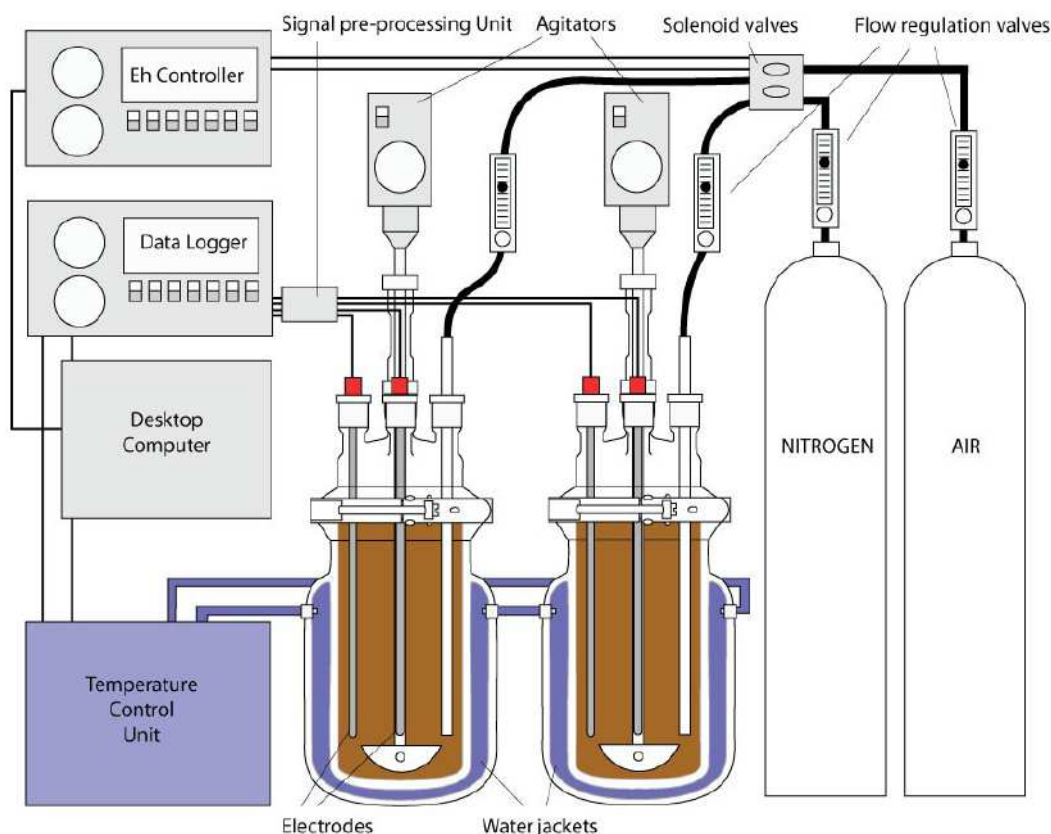 Signal pre-processing Unit
Agitators
Solenoid valves
Flow regulation valves
Eh Controller
Data Logger
Desktop
Computer
NITROGEN
AIR
Temperature
Control
Unit
Electrodes
Water jackets